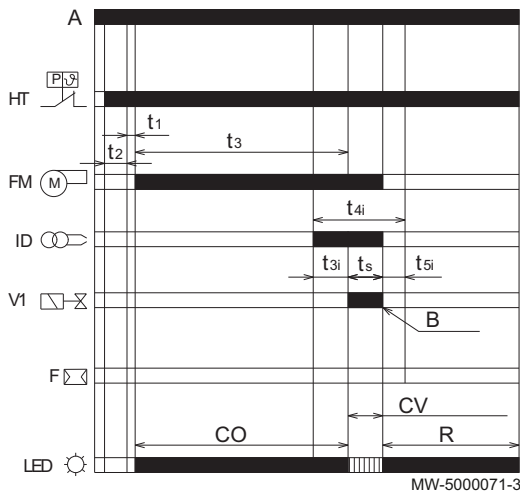 A
P ϑ
HT
t1
t2
t3
FM M
t4i
ID
t3i ts t5i
V1
B
F
CV
CO R
LED
MW-5000071-3